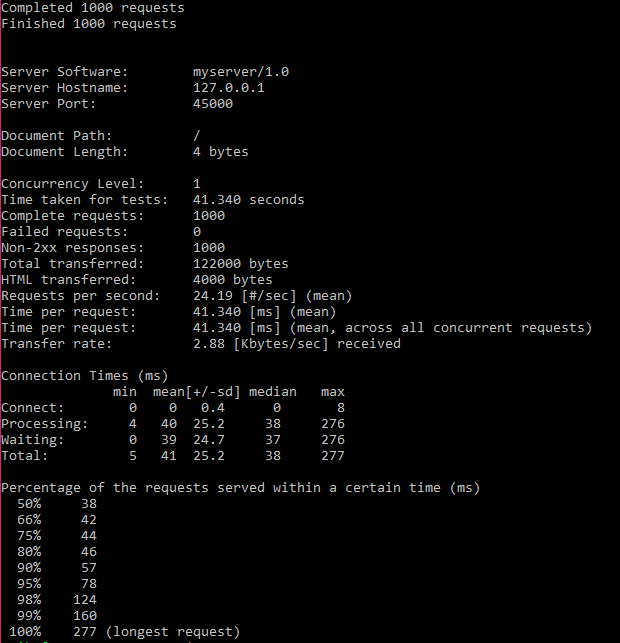 Completed 1000 requests
Finished 1000 requests
Server Software: myserver/1.0
Server Hostname: 127.0.0.1
Server Port: 45000
Document Path: /
Document Length: 4 bytes
Concurrency Level: 1
Time taken for tests: 41.340 seconds
Complete requests: 1000
Failed requests: 0
Non-2xx responses: 1000
Total transferred: 122000 bytes
HTML transferred: 4000 bytes
Requests per second: 24.19 [#/sec] (mean)
Time per request: 41.340 [ms] (mean)
Time per request: 41.340 [ms] (mean, across all concurrent requests)
Transfer rate: 2.88 [Kbytes/sec] received
Connection Times (ms)
min mean[+/-sd] median max
Connect: 0 0 0.4 0 8
Processing: 4 40 25.2 38 276
Waiting: 0 39 24.7 37 276
Total: 5 41 25.2 38 277
Percentage of the requests served within a certain time (ms)
50% 38
66% 42
75% 44
80% 46
90% 57
95% 78
98% 124
99% 160
100% 277 (longest request)